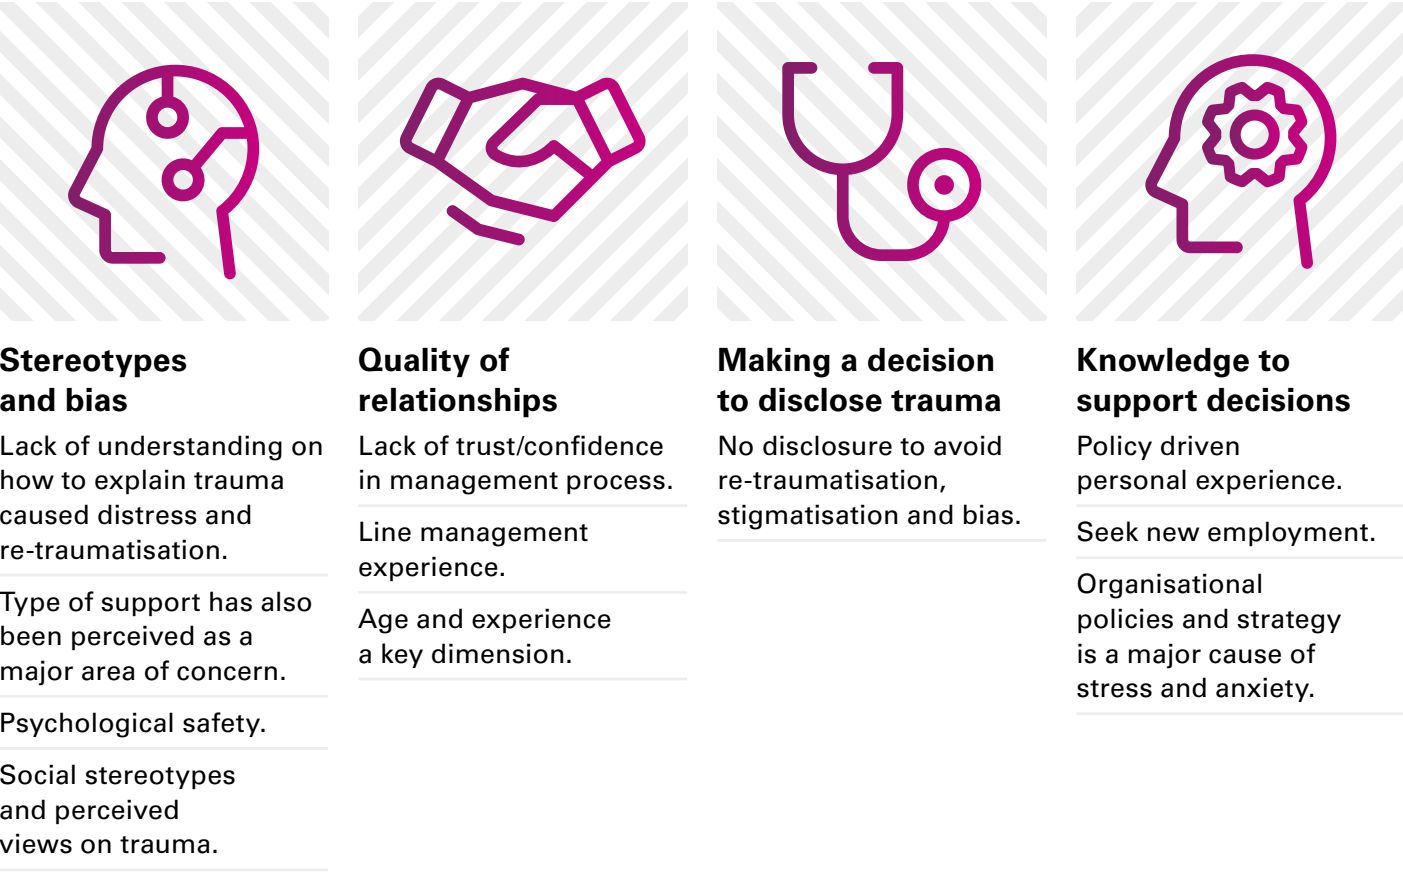 Stereotypes
and bias
Lack of understanding on
how to explain trauma
caused distress and
re-traumatisation.
Type of support has also
been perceived as a
major area of concern.
Psychological safety.
Social stereotypes
and perceived
views on trauma.
Quality of
relationships
Lack of trust/confidence
in management process.
Line management
experience.
Age and experience
a key dimension.
Making a decision
to disclose trauma
No disclosure to avoid
re-traumatisation,
stigmatisation and bias.
Knowledge to
support decisions
Policy driven
personal experience.
Seek new employment.
Organisational
policies and strategy
is a major cause of
stress and anxiety.